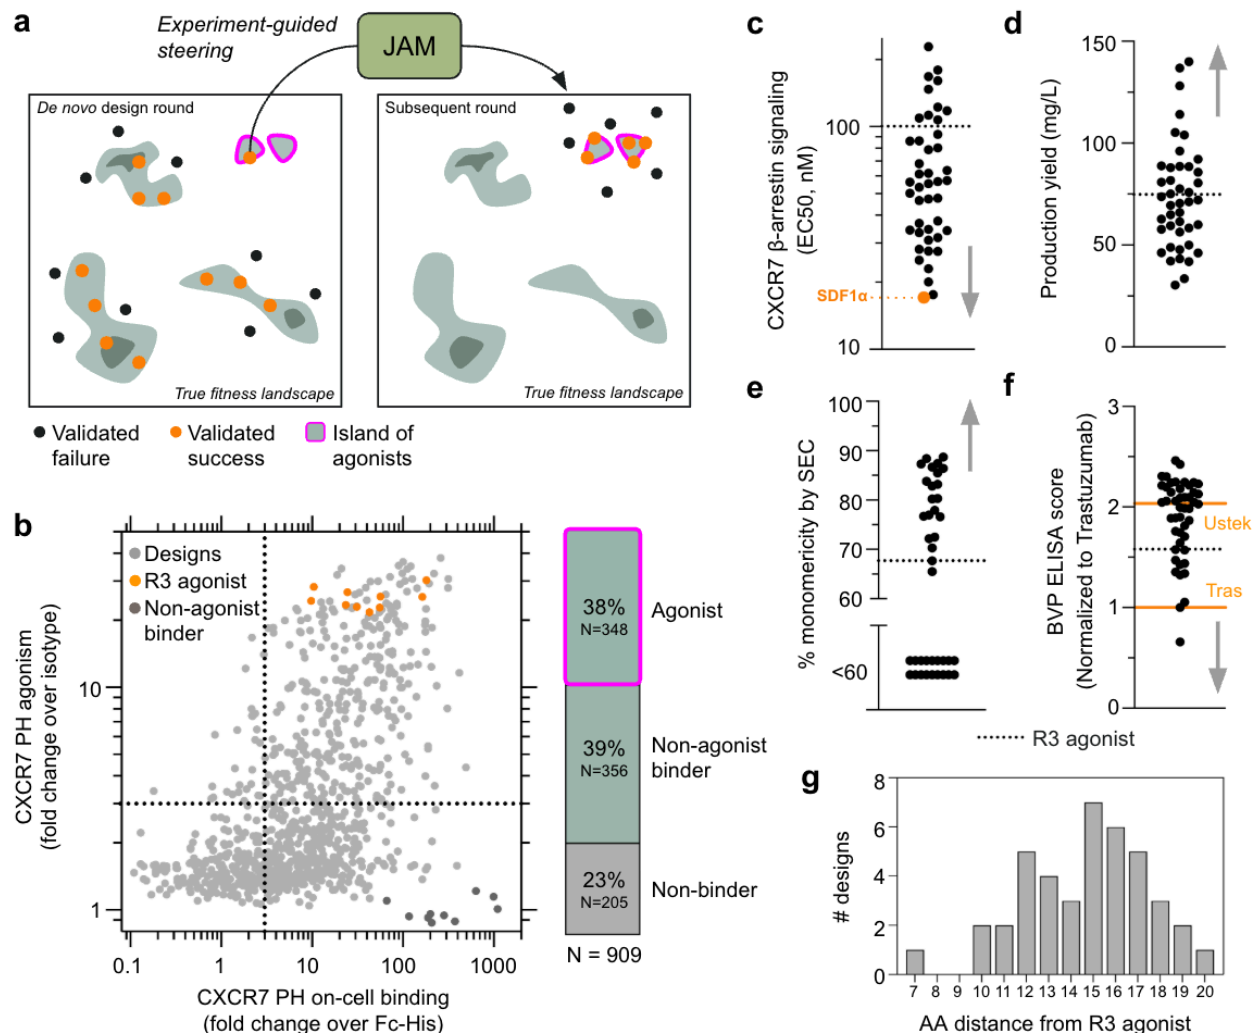 a
Experiment-guided
steering
JAM
De novo design round
Subsequent round
True fitness landscape
True fitness landscape
Validated
failure
Validated
success
Island of
agonists
b
CXCR7 PH agonism
(fold change over isotype)
10
1
Designs
R3 agonist
Non-agonist
binder
0.1
1
10
100
1000
CXCR7 PH on-cell binding
(fold change over Fc-His)
38%
N=348
Agonist
39%
N=356
Non-agonist
binder
23%
N=205
Non-binder
N = 909
c
CXCR7 β-arrestin signaling
(EC50, nM)
100
SDF1α
10
d
Production yield (mg/L)
150
100
50
0
e
% monomericity by SEC
100
90
80
70
60
<60
f
BVP ELISA score
(Normalized to Trastuzumab)
3
2
Ustek
Tras
1
0
R3 agonist
g
# designs
8
6
4
2
0
7 8 9 10 11 12 13 14 15 16 17 18 19 20
AA distance from R3 agonist